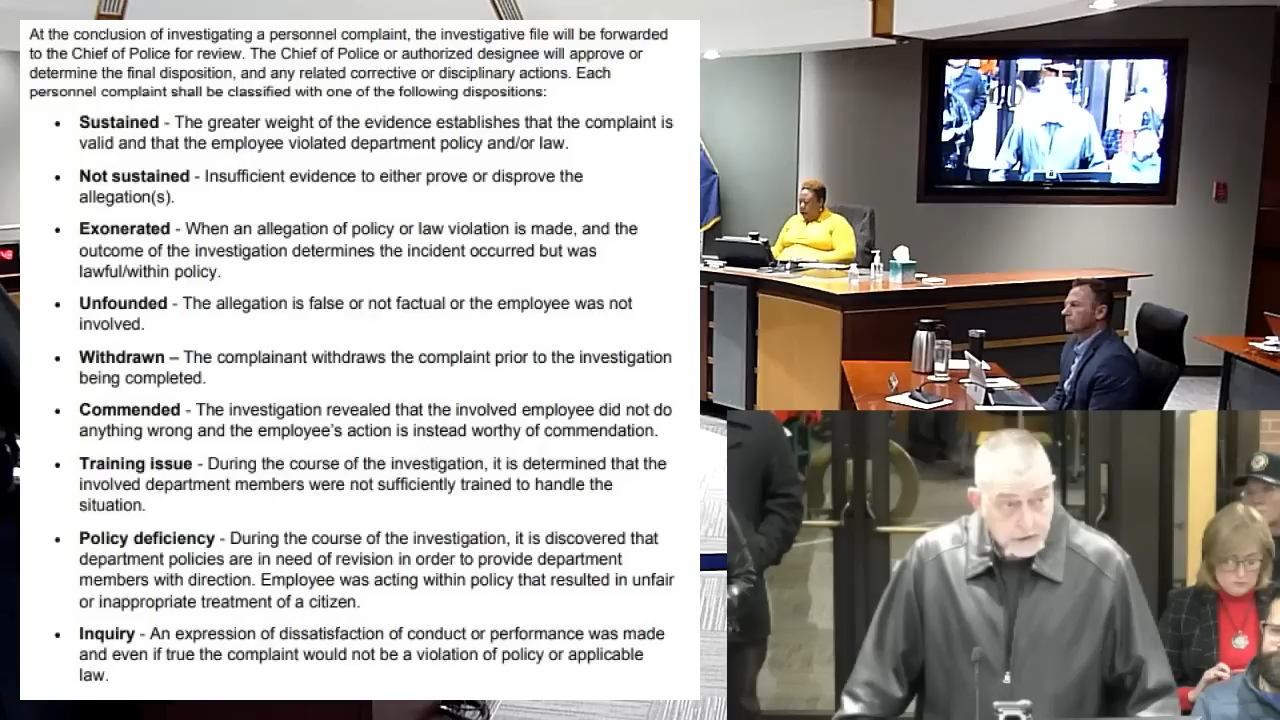 At the conclusion of investigating a personnel complaint, the investigative file will be forwarded
to the Chief of Police for review. The Chief of Police or authorized designee will approve or
determine the final disposition, and any related corrective or disciplinary actions. Each
personnel complaint shall be classified with one of the following dispositions:
• Sustained - The greater weight of the evidence establishes that the complaint is
valid and that the employee violated department policy and/or law.
• Not sustained - Insufficient evidence to either prove or disprove the
allegation(s).
• Exonerated - When an allegation of policy or law violation is made, and the
outcome of the investigation determines the incident occurred but was
lawful/within policy.
• Unfounded - The allegation is false or not factual or the employee was not
involved.
• Withdrawn – The complainant withdraws the complaint prior to the investigation
being completed.
• Commended - The investigation revealed that the involved employee did not do
anything wrong and the employee's action is instead worthy of commendation.
• Training issue - During the course of the investigation, it is determined that the
involved department members were not sufficiently trained to handle the
situation.
• Policy deficiency - During the course of the investigation, it is discovered that
department policies are in need of revision in order to provide department
members with direction. Employee was acting within policy that resulted in unfair
or inappropriate treatment of a citizen.
• Inquiry - An expression of dissatisfaction of conduct or performance was made
and even if true the complaint would not be a violation of policy or applicable
law.